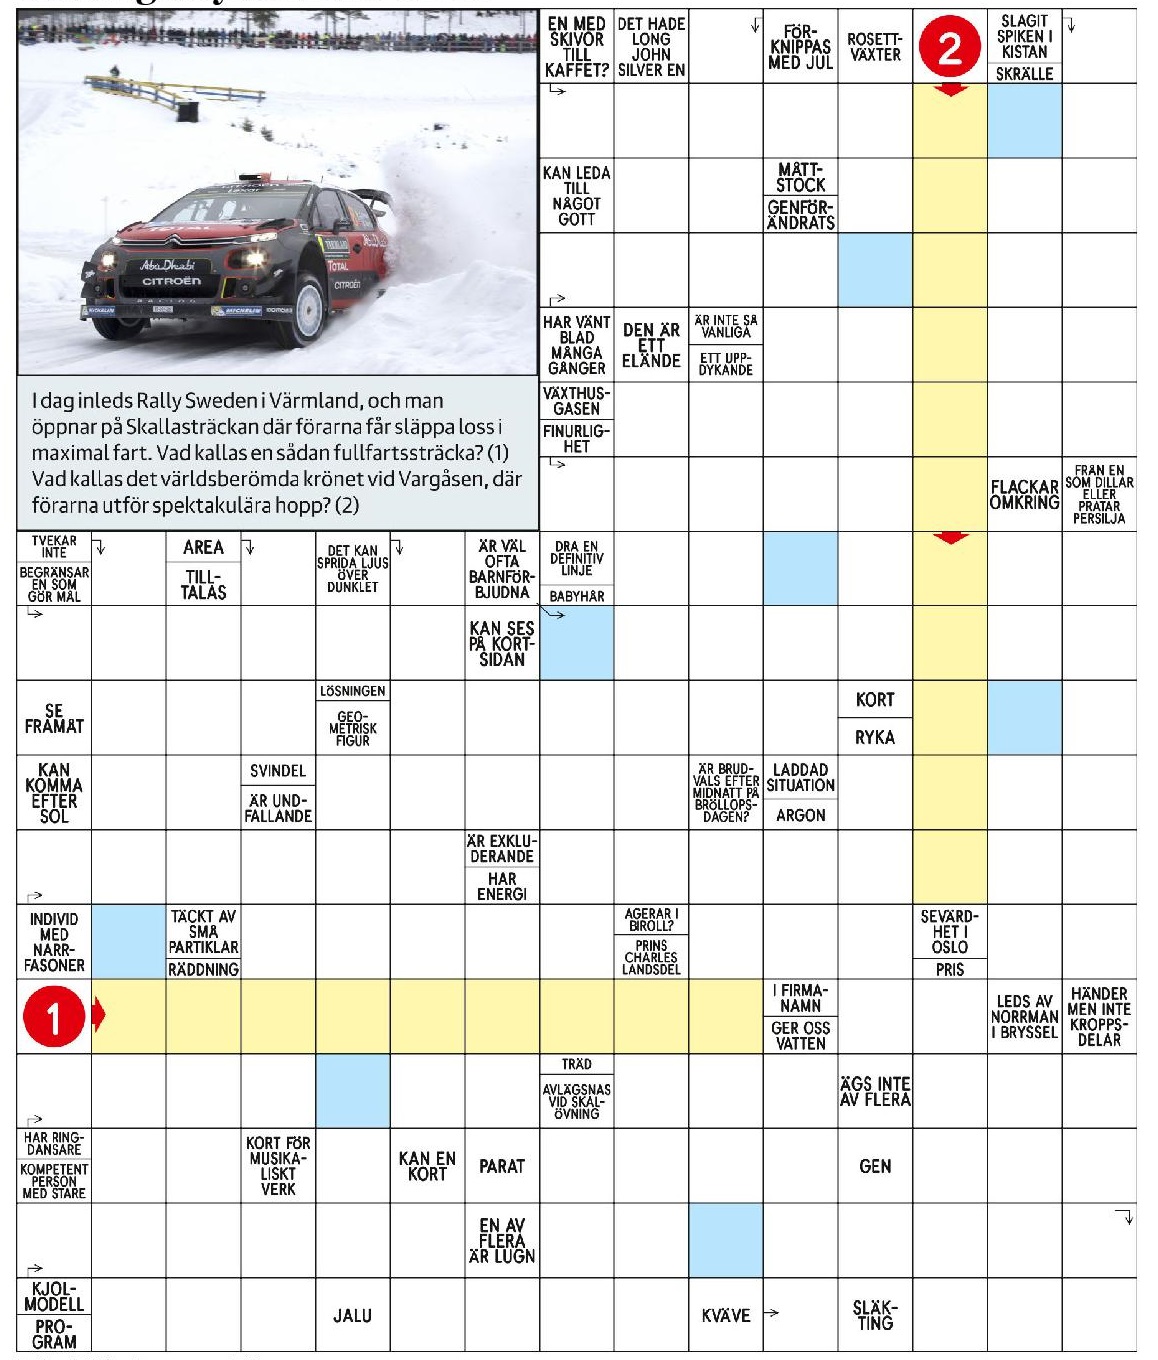 EN MED
SKIVOR
TILL
KAFFET?
DET HADE
LONG
JOHN
SILVER EN
FÖR-
KNIPPAS
MED JUL
ROSETT-
VÄXTER
2
SLAGIT
SPIKEN I
KISTAN
SKRÄLLE
KAN LEDA
TILL
NÅGOT
GOTT
MÅTT-
STOCK
GENFÖR-
ÄNDRATS
TOTAL
Abu Dhabi
CITROËN
RACING
MICHELIN
TOTAL
CITROËN
HAR VÄNT
BLAD
MÅNGA
GÅNGER
DEN ÄR
ETT
ELÄNDE
ÄR INTE SÅ
VANLIGA
ETT UPP-
DYKANDE
I dag inleds Rally Sweden i Värmland, och man
öppnar på Skallasträckan där förarna får släppa loss i
maximal fart. Vad kallas en sådan fullfartssträcka? (1)
Vad kallas det världsberömda krönet vid Vargåsen, där
förarna utför spektakulära hopp? (2)
VÄXTHUS-
GASEN
FINURLIG-
HET
FLACKAR
OMKRING
FRÅN EN
SOM DILLAR
ELLER
PRATAR
PERSILJA
TVEKAR
INTE
BEGRÄNSAR
EN SOM
GÖR MÅL
AREA
TILL-
TALAS
DET KAN
SPRIDA LJUS
ÖVER
DUNKLET
ÄR VÄL
OFTA
BARNFÖR-
BJUDNA
DRA EN
DEFINITIV
LINJE
BABYHÅR
KAN SES
PÅ KORT-
SIDAN
SE
FRAMÅT
LÖSNINGEN
GEO-
METRISK
FIGUR
KORT
RYKA
KAN
KOMMA
EFTER
SOL
SVINDEL
ÄR UND-
FALLANDE
ÄR BRUD-
VALS EFTER
MIDNATT PÅ
BRÖLLOPS-
DAGEN?
LADDAD
SITUATION
ARGON
ÄR EXKLU-
DERANDE
HAR
ENERGI
INDIVID
MED
NARR-
FASONER
TÄCKT AV
SMÅ
PARTIKLAR
RÄDDNING
AGERAR I
BIROLL?
PRINS
CHARLES
LANDSDEL
SEVÄRD-
HET I
OSLO
PRIS
1
I FIRMA-
NAMN
GER OSS
VATTEN
LEDS AV
NORRMAN
I BRYSSEL
HÄNDER
MEN INTE
KROPPS-
DELAR
TRÄD
AVLÄGSNAS
VID SKAL-
ÖVNING
ÄGS INTE
AV FLERA
HAR RING-
DANSARE
KOMPETENT
PERSON
MED STARE
KORT FÖR
MUSIKA-
LISKT
VERK
KAN EN
KORT
PARAT
GEN
EN AV
FLERA
ÄR LUGN
KJOL-
MODELL
PRO-
GRAM
JALU
KVÄVE
SLÄK-
TING